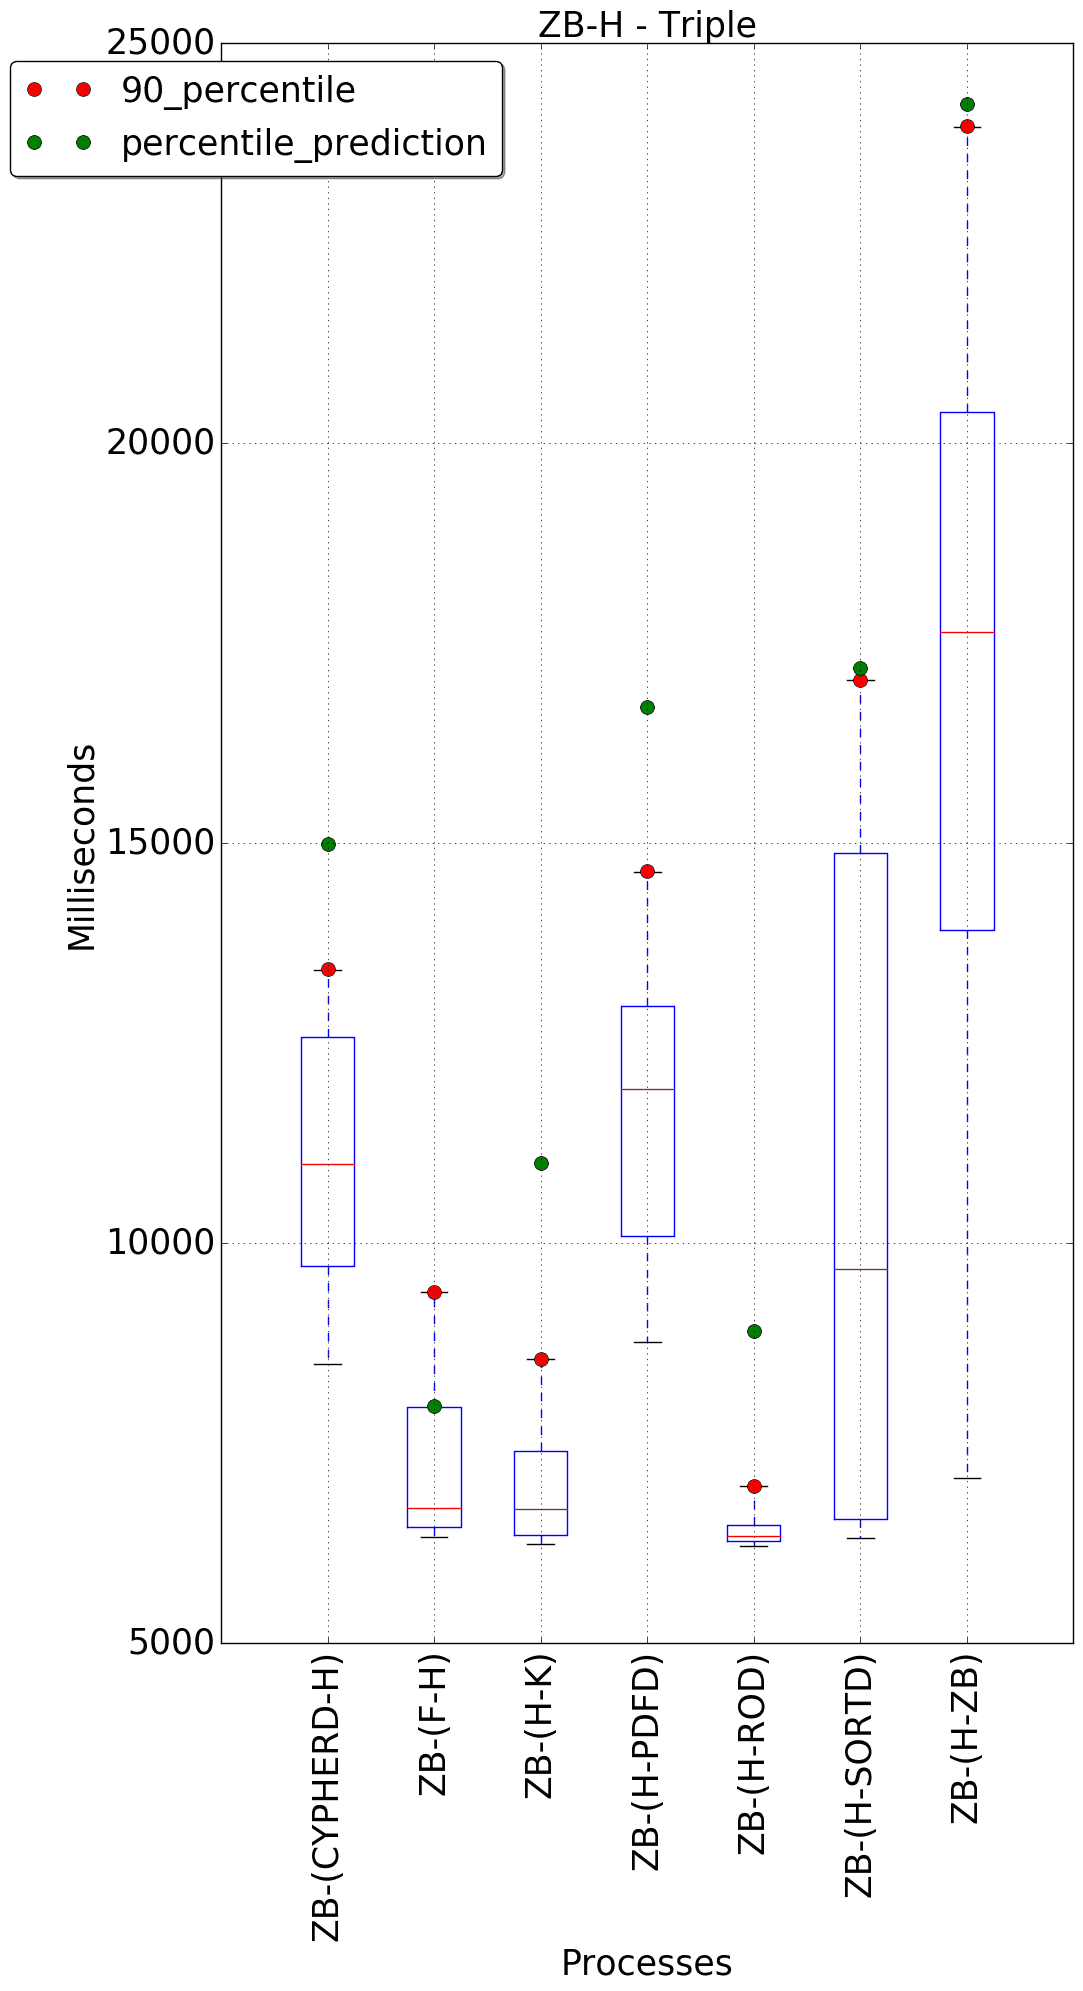 ZB-H - Triple
90_percentile
percentile_prediction
25000
20000
15000
10000
5000
Milliseconds
ZB-(CYPHERD-H)
ZB-(F-H)
ZB-(H-K)
ZB-(H-PDFD)
ZB-(H-ROD)
ZB-(H-SORTD)
ZB-(H-ZB)
Processes